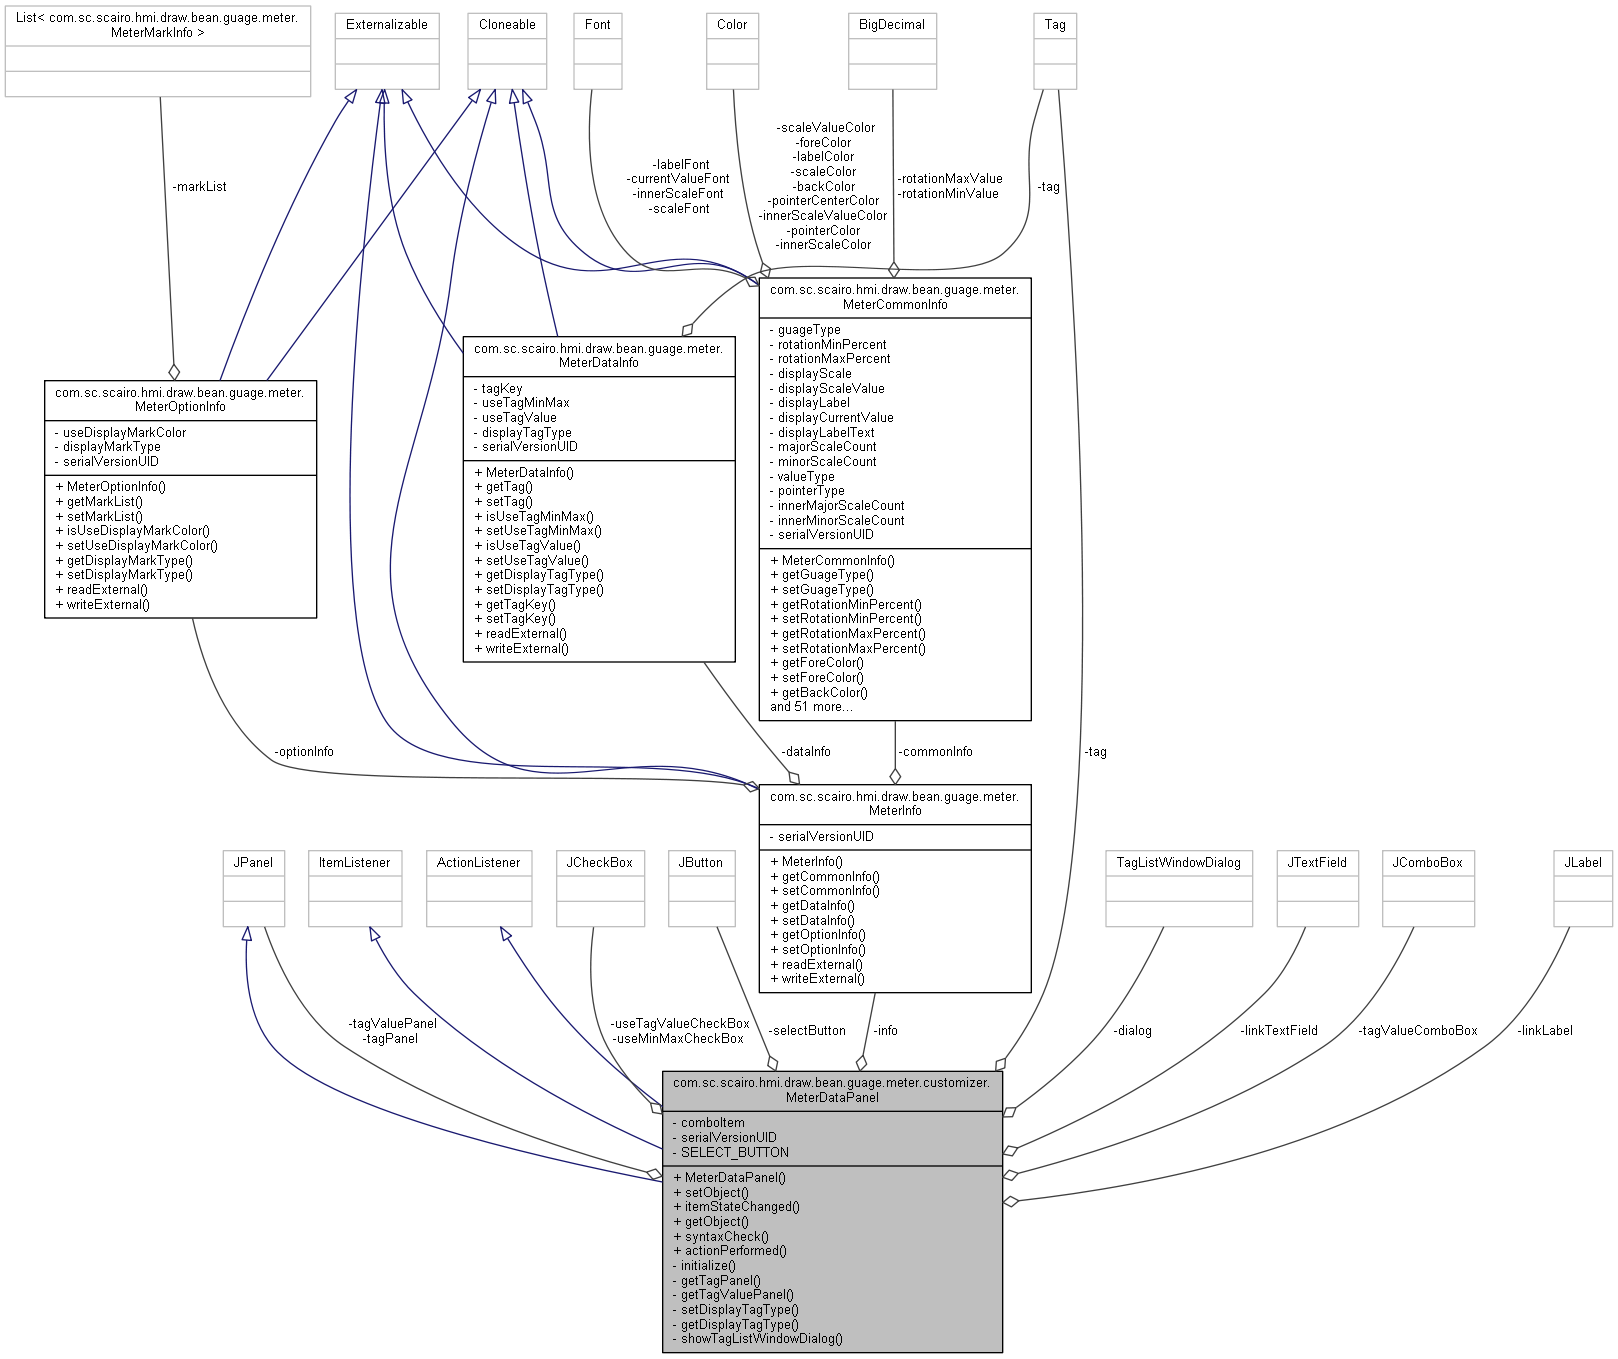 List< com.sc.scairo.hmi.draw.bean.guage.meter.
MeterMarkInfo >
Externalizable
Cloneable
Font
Color
BigDecimal
Tag
-markList
-labelFont
-currentValueFont
-innerScaleFont
-scaleFont
-scaleValueColor
-foreColor
-labelColor
-scaleColor
-backColor
-pointerCenterColor
-innerScaleValueColor
-pointerColor
-innerScaleColor
-rotationMaxValue
-rotationMinValue
-tag
com.sc.scairo.hmi.draw.bean.guage.meter.
MeterOptionInfo
- useDisplayMarkColor
- displayMarkType
- serialVersionUID
+ MeterOptionInfo()
+ getMarkList()
+ setMarkList()
+ isUseDisplayMarkColor()
+ setUseDisplayMarkColor()
+ getDisplayMarkType()
+ setDisplayMarkType()
+ readExternal()
+ writeExternal()
com.sc.scairo.hmi.draw.bean.guage.meter.
MeterDataInfo
- tagKey
- useTagMinMax
- useTagValue
- displayTagType
- serialVersionUID
+ MeterDataInfo()
+ getTag()
+ setTag()
+ isUseTagMinMax()
+ setUseTagMinMax()
+ isUseTagValue()
+ setUseTagValue()
+ getDisplayTagType()
+ setDisplayTagType()
+ getTagKey()
+ setTagKey()
+ readExternal()
+ writeExternal()
com.sc.scairo.hmi.draw.bean.guage.meter.
MeterCommonInfo
- guageType
- rotationMinPercent
- rotationMaxPercent
- displayScale
- displayScaleValue
- displayLabel
- displayCurrentValue
- displayLabelText
- majorScaleCount
- minorScaleCount
- valueType
- pointerType
- innerMajorScaleCount
- innerMinorScaleCount
- serialVersionUID
+ MeterCommonInfo()
+ getGuageType()
+ setGuageType()
+ getRotationMinPercent()
+ setRotationMinPercent()
+ getRotationMaxPercent()
+ setRotationMaxPercent()
+ getForeColor()
+ setForeColor()
+ getBackColor()
and 51 more...
-optionInfo
-dataInfo
-commonInfo
-tag
com.sc.scairo.hmi.draw.bean.guage.meter.
MeterInfo
- serialVersionUID
+ MeterInfo()
+ getCommonInfo()
+ setCommonInfo()
+ getDataInfo()
+ setDataInfo()
+ getOptionInfo()
+ setOptionInfo()
+ readExternal()
+ writeExternal()
JPanel
ItemListener
ActionListener
JCheckBox
JButton
TagListWindowDialog
JTextField
JComboBox
JLabel
-tagValuePanel
-tagPanel
-useTagValueCheckBox
-useMinMaxCheckBox
-selectButton
-info
-dialog
-linkTextField
-tagValueComboBox
-linkLabel
com.sc.scairo.hmi.draw.bean.guage.meter.customizer.
MeterDataPanel
- comboItem
- serialVersionUID
- SELECT_BUTTON
+ MeterDataPanel()
+ setObject()
+ itemStateChanged()
+ getObject()
+ syntaxCheck()
+ actionPerformed()
- initialize()
- getTagPanel()
- getTagValuePanel()
- setDisplayTagType()
- getDisplayTagType()
- showTagListWindowDialog()